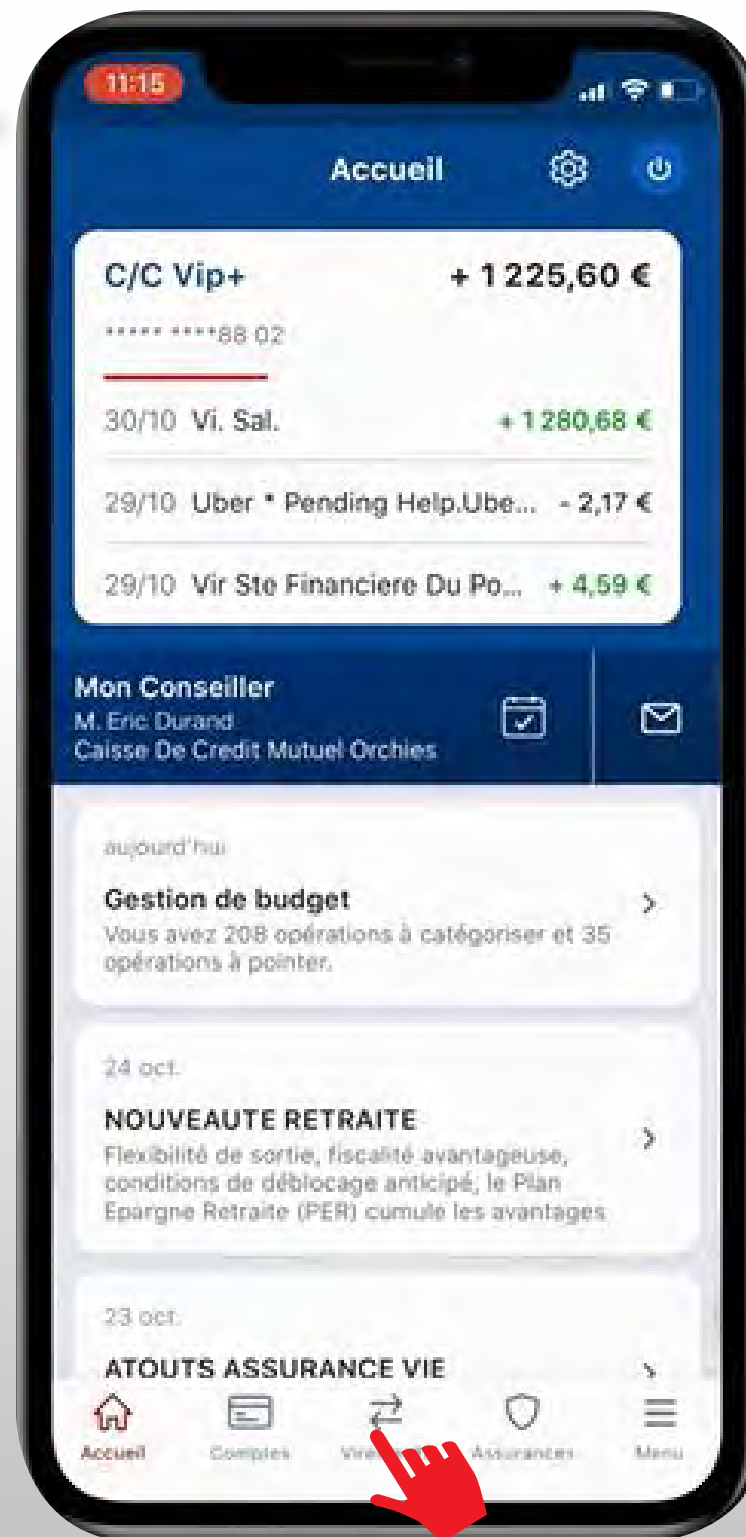 11:15
Accueil
C/C Vip+ + 1 225,60 €
***** ****88 02
30/10 Vi. Sal. + 1 280,68 €
29/10 Uber * Pending Help.Ube... - 2,17 €
29/10 Vir Ste Financiere Du Po... + 4,59 €
Mon Conseiller
M. Eric Durand
Caisse De Credit Mutuel Orchies
aujourd'hui
Gestion de budget
Vous avez 208 opérations à catégoriser et 35
opérations à pointer.
24 oct.
NOUVEAUTE RETRAITE
Flexibilité de sortie, fiscalité avantageuse,
conditions de déblocage anticipé, le Plan
Epargne Retraite (PER) cumule les avantages
23 oct.
ATOUTS ASSURANCE VIE
Accueil Comptes Assurances Menu